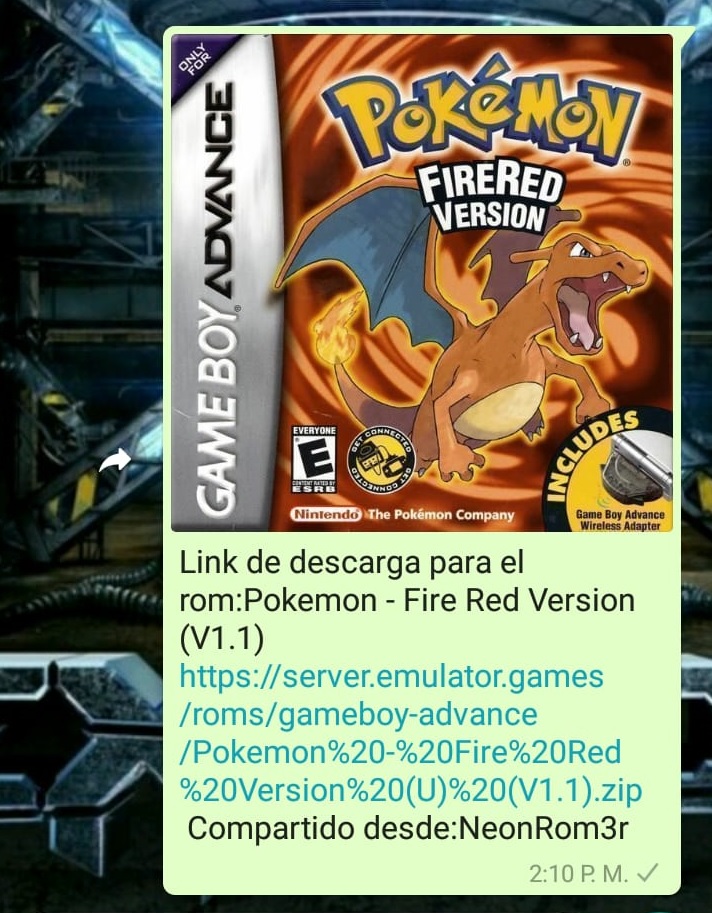 ONLY
FOR
GAME BOY ADVANCE
POKéMON
FIRERED
VERSION
EVERYONE
E
CONTENT RATED BY
ESRB
GET CONNECTED
GET CONNECTED
INCLUDES
Game Boy Advance
Wireless Adapter
Nintendo The Pokémon Company
Link de descarga para el
rom:Pokemon - Fire Red Version
(V1.1)
https://server.emulator.games
/roms/gameboy-advance
/Pokemon%20-%20Fire%20Red
%20Version%20(U)%20(V1.1).zip
Compartido desde:NeonRom3r
2:10 P. M.